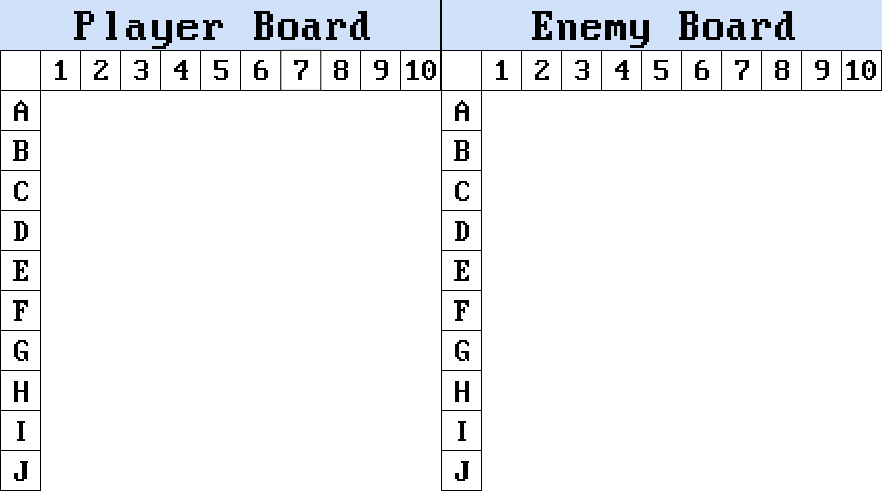 Player Board Enemy Board
1 2 3 4 5 6 7 8 9 10 1 2 3 4 5 6 7 8 9 10
A A
B B
C C
D D
E E
F F
G G
H H
I I
J J